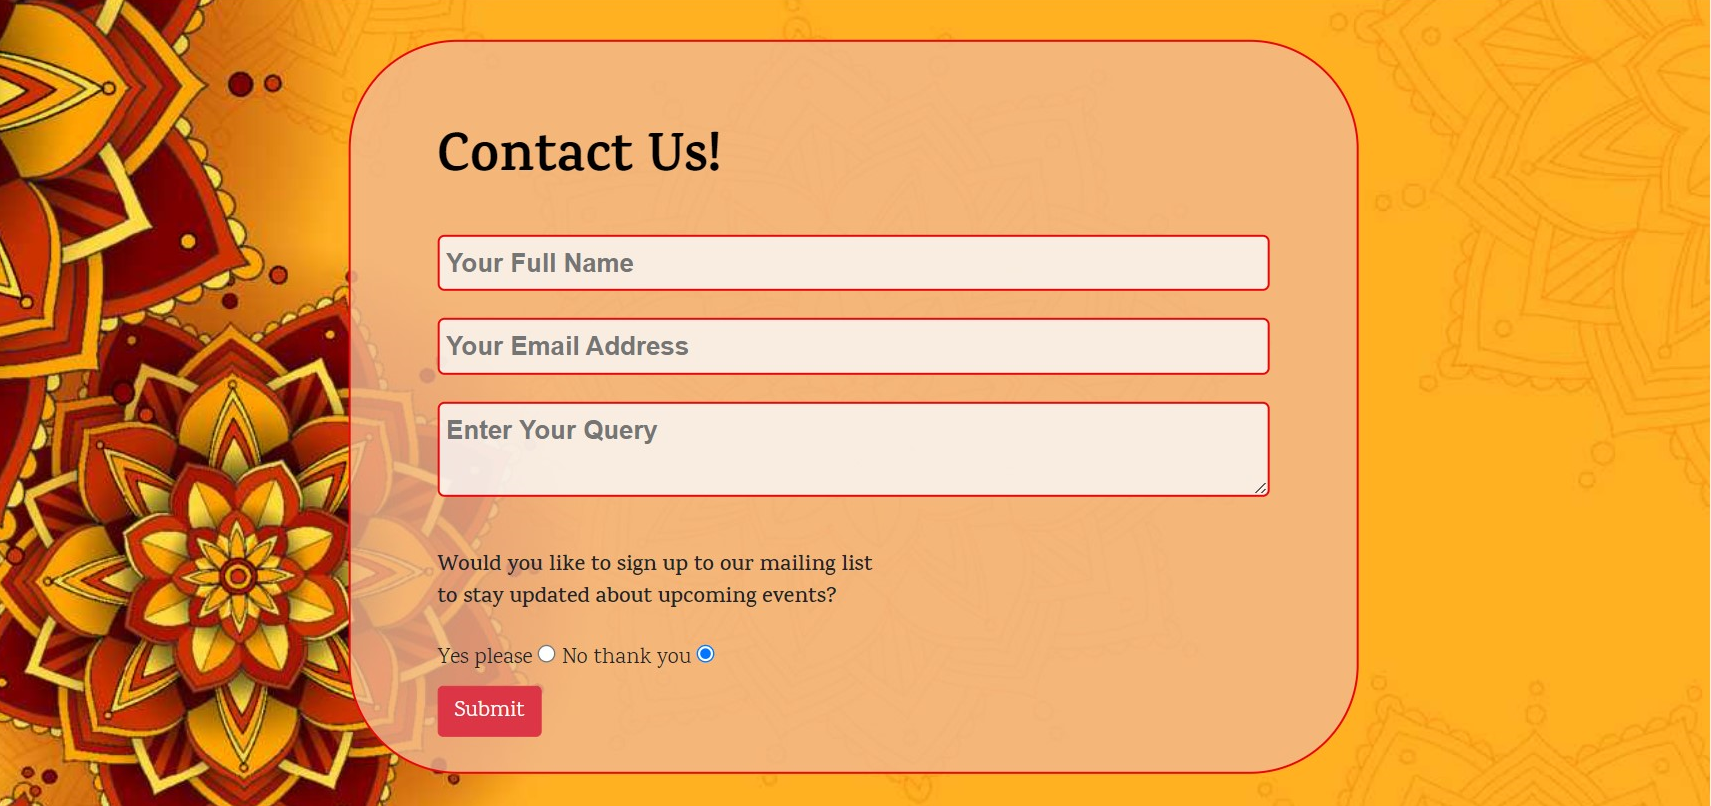 Contact Us!
Your Full Name
Your Email Address
Enter Your Query
Would you like to sign up to our mailing list
to stay updated about upcoming events?
Yes please No thank you
Submit